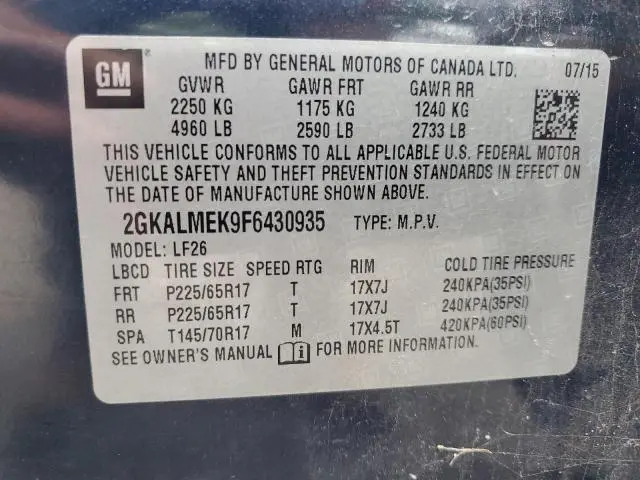 GM
MFD BY GENERAL MOTORS OF CANADA LTD. 07/15
GVWR GAWR FRT GAWR RR
2250 KG 1175 KG 1240 KG
4960 LB 2590 LB 2733 LB
THIS VEHICLE CONFORMS TO ALL APPLICABLE U.S. FEDERAL MOTOR
VEHICLE SAFETY AND THEFT PREVENTION STANDARDS IN EFFECT ON
THE DATE OF MANUFACTURE SHOWN ABOVE.
2GKALMEK9F6430935 TYPE: M.P.V.
MODEL: LF26
LBCD TIRE SIZE SPEED RTG RIM COLD TIRE PRESSURE
FRT P225/65R17 T 17X7J 240KPA(35PSI)
RR P225/65R17 T 17X7J 240KPA(35PSI)
SPA T145/70R17 M 17X4.5T 420KPA(60PSI)
SEE OWNER'S MANUAL i FOR MORE INFORMATION.